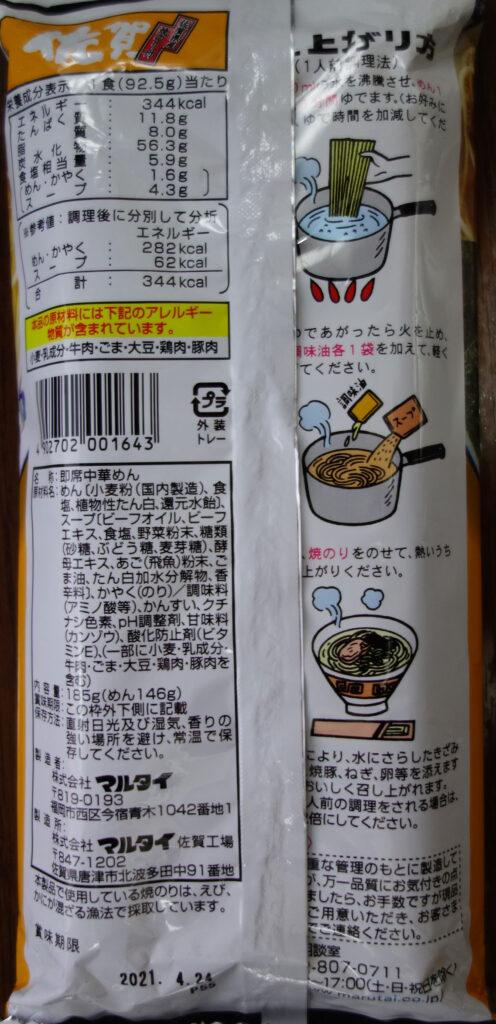 佐賀
栄養成分表示 1食(92.5g)当たり
エネルギー : 344kcal
たんぱく質 : 11.8g
脂質 : 8.0g
炭水化物 : 56.3g
食塩相当量 : 5.9g
(めん・かやく : 1.6g
スープ : 4.3g)
※参考値：調理後に分別して分析
エネルギー
めん・かやく : 282kcal
スープ : 62kcal
合計 : 344kcal
本品の原材料には下記のアレルギー
物質が含まれています。
小麦・乳成分・牛肉・ごま・大豆・鶏肉・豚肉
4902702 001643
プラ
外装
トレー
名称:即席中華めん
原材料名:めん〔小麦粉(国内製造)、食
塩、植物性たん白、還元水飴〕、
スープ〔ビーフオイル、ビーフ
エキス、食塩、野菜粉末、糖類
(砂糖、ぶどう糖、麦芽糖)、酵
母エキス、あご(飛魚)粉末、ご
ま油、たん白加水分解物、香
辛料〕、かやく(のり)／調味料
(アミノ酸等)、かんすい、クチ
ナシ色素、pH調整剤、甘味料
(カンゾウ)、酸化防止剤(ビタ
ミンE)、(一部に小麦・乳成分・
牛肉・ごま・大豆・鶏肉・豚肉を
含む)
内容量:185g(めん146g)
賞味期限:この枠外下側に記載
保存方法:直射日光及び湿気、香りの
強い場所を避け、常温で保
存してください。
製造者:
株式会社 マルタイ
〒819-0193
福岡市西区今宿青木1042番地1
製造所:
株式会社 マルタイ 佐賀工場
〒847-1202
佐賀県唐津市北波多田中91番地
本製品で使用している焼のりは、えび、
かにが混ざる漁法で採取しています。
賞味期限
2021. 4.24
P55
上がり方
(1人前調理法)
の水を沸騰させ、めん1
ゆでます。(お好みに
ゆで時間を加減してくだ
ゆであがったら火を止め、
調味油各1袋を加えて、軽く
てください。
調味油
スープ
、焼のりをのせて、熱いうち
上がりください。
により、水にさらしたきざみ
焼豚、ねぎ、卵等を添えます
おいしく召し上がれます。
人前の調理をされる場合は、
倍にしてください。
重な管理のもとに製造して
が、万一品質にお気付きの点
ましたら、お手数ですが現品
ご用意いただき、お客さま
ご連絡ください。
相談室
-807-0711
～17:00(土・日・祝日を除く)
www.marutai.co.jp